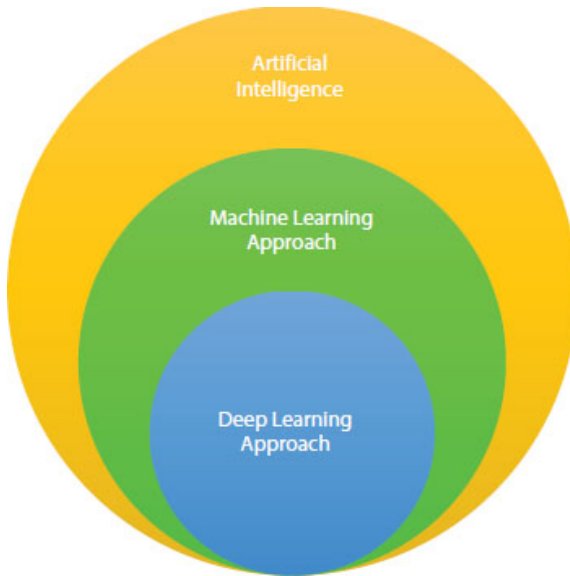 Artificial
Intelligence
Machine Learning
Approach
Deep Learning
Approach